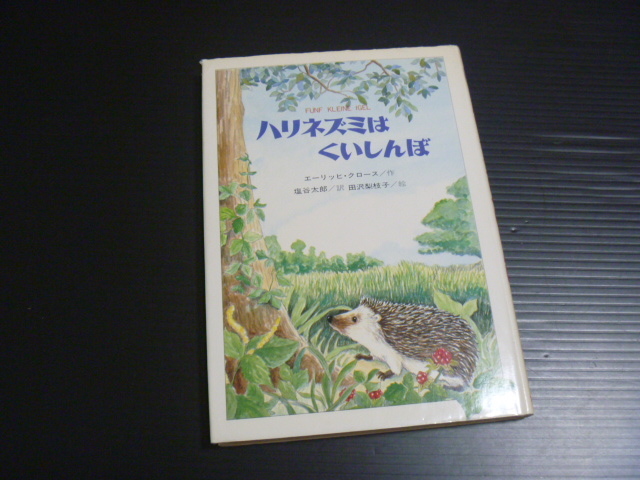 FÜNF KLEINE IGEL
ハリネズミは
くいしんぼ
エーリッヒ・クロース／作
塩谷太郎／訳 田沢梨枝子／絵